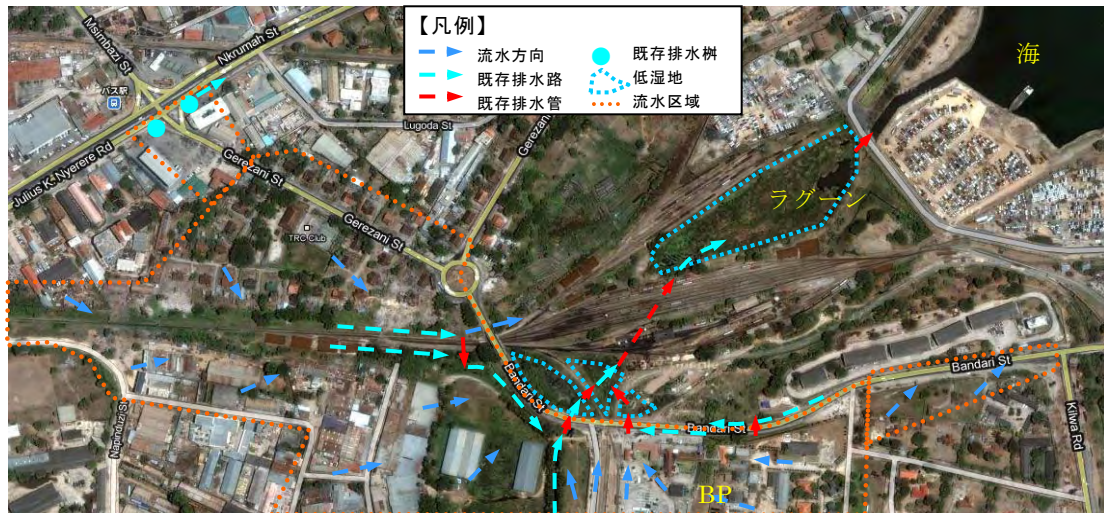 【凡例】
流水方向
既存排水路
既存排水管
既存排水桝
低湿地
流水区域
海
Msimbazi St
Nkrumah St
バス駅
Lugoda St
Julius K. Nyerere Rd
Gerezani St
Gerezani St
Gerezani St
ラグーン
TRC Club
Bandari St
Bandari St
Bandari St
Napinduzi St
Kilwa Rd
BP